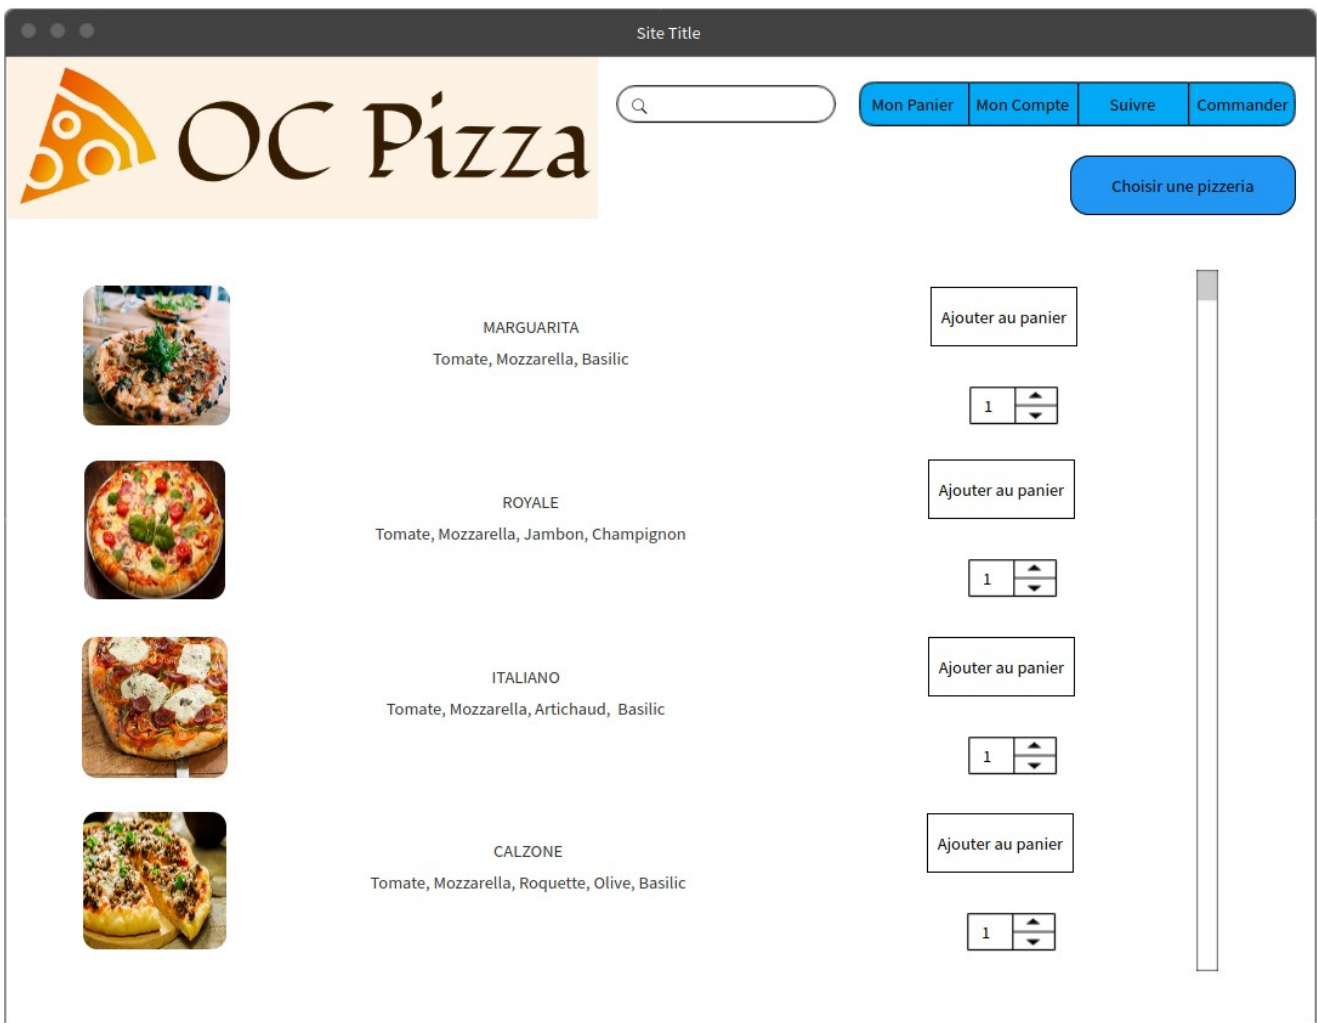 Site Title
OC Pizza
Mon Panier
Mon Compte
Suivre
Commander
Choisir une pizzeria
MARGUARITA
Tomate, Mozzarella, Basilic
Ajouter au panier
1
ROYALE
Tomate, Mozzarella, Jambon, Champignon
Ajouter au panier
1
ITALIANO
Tomate, Mozzarella, Artichaud,  Basilic
Ajouter au panier
1
CALZONE
Tomate, Mozzarella, Roquette, Olive, Basilic
Ajouter au panier
1